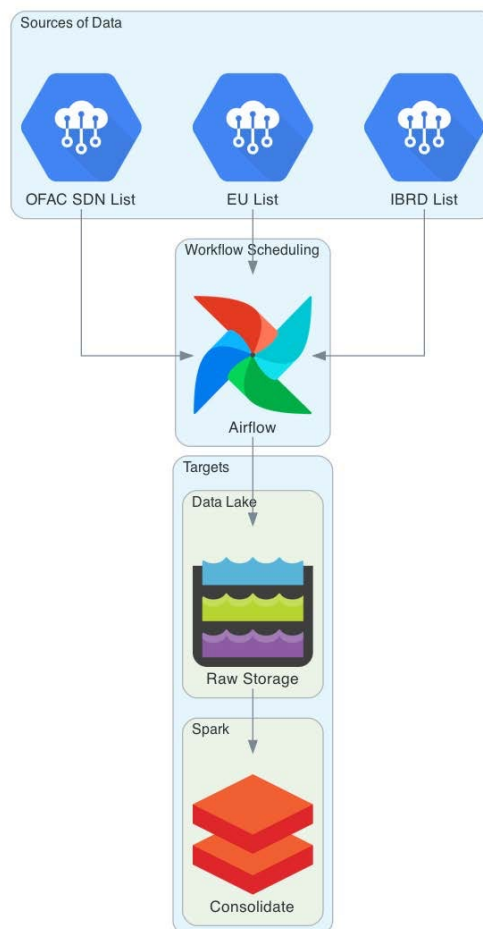 Sources of Data
OFAC SDN List
EU List
IBRD List
Workflow Scheduling
Airflow
Targets
Data Lake
Raw Storage
Spark
Consolidate